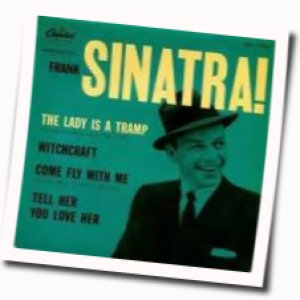 Capitol
FRANK
SINATRA!
THE LADY IS A TRAMP
WITCHCRAFT
COME FLY WITH ME
TELL HER
YOU LOVE HER